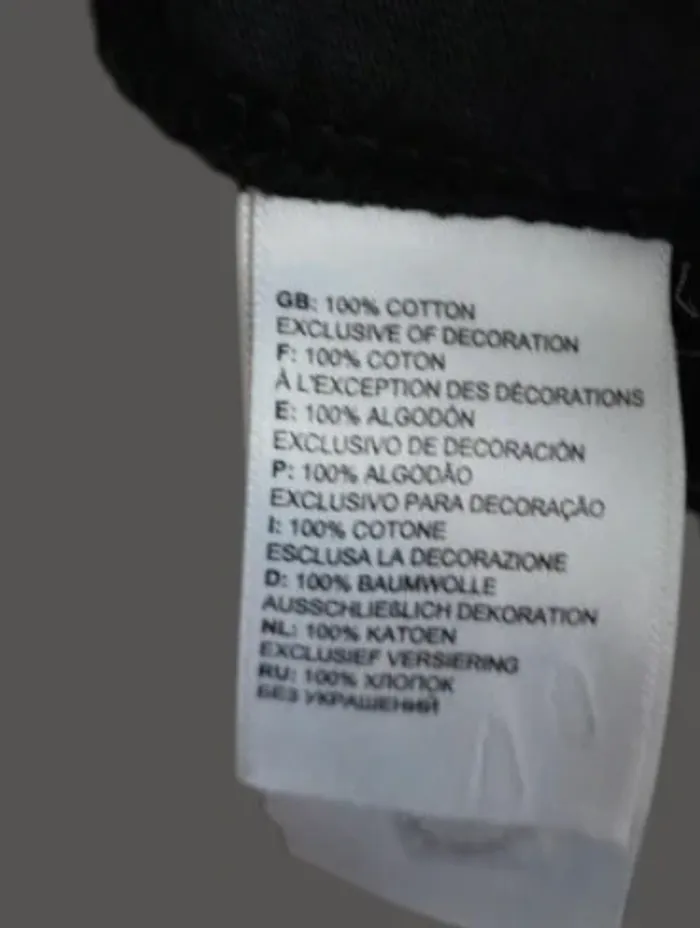 GB: 100% COTTON
EXCLUSIVE OF DECORATION
F: 100% COTON
À L'EXCEPTION DES DÉCORATIONS
E: 100% ALGODÓN
EXCLUSIVO DE DECORACIÓN
P: 100% ALGODÃO
EXCLUSIVO PARA DECORAÇÃO
I: 100% COTONE
ESCLUSA LA DECORAZIONE
D: 100% BAUMWOLLE
AUSSCHLIEßLICH DEKORATION
NL: 100% KATOEN
EXCLUSIEF VERSIERING
RU: 100% ХЛОПОК
БЕЗ УКРАШЕНИЙ